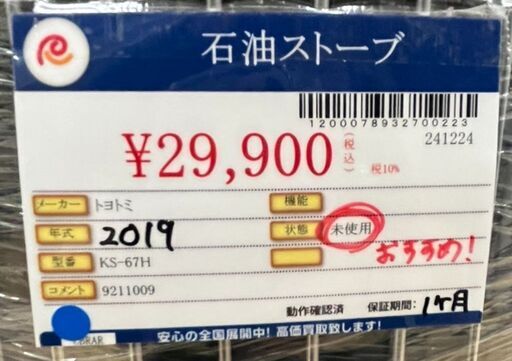 石油ストーブ
1200078932700223
¥29,900 (税込) 税10% 241224
メーカー トヨトミ 機能
年式 2019 状態 未使用
型番 KS-67H おすすめ!
コメント 9211009
動作確認済 保証期間: 1ヶ月
安心の全国展開中! 高価買取致します!